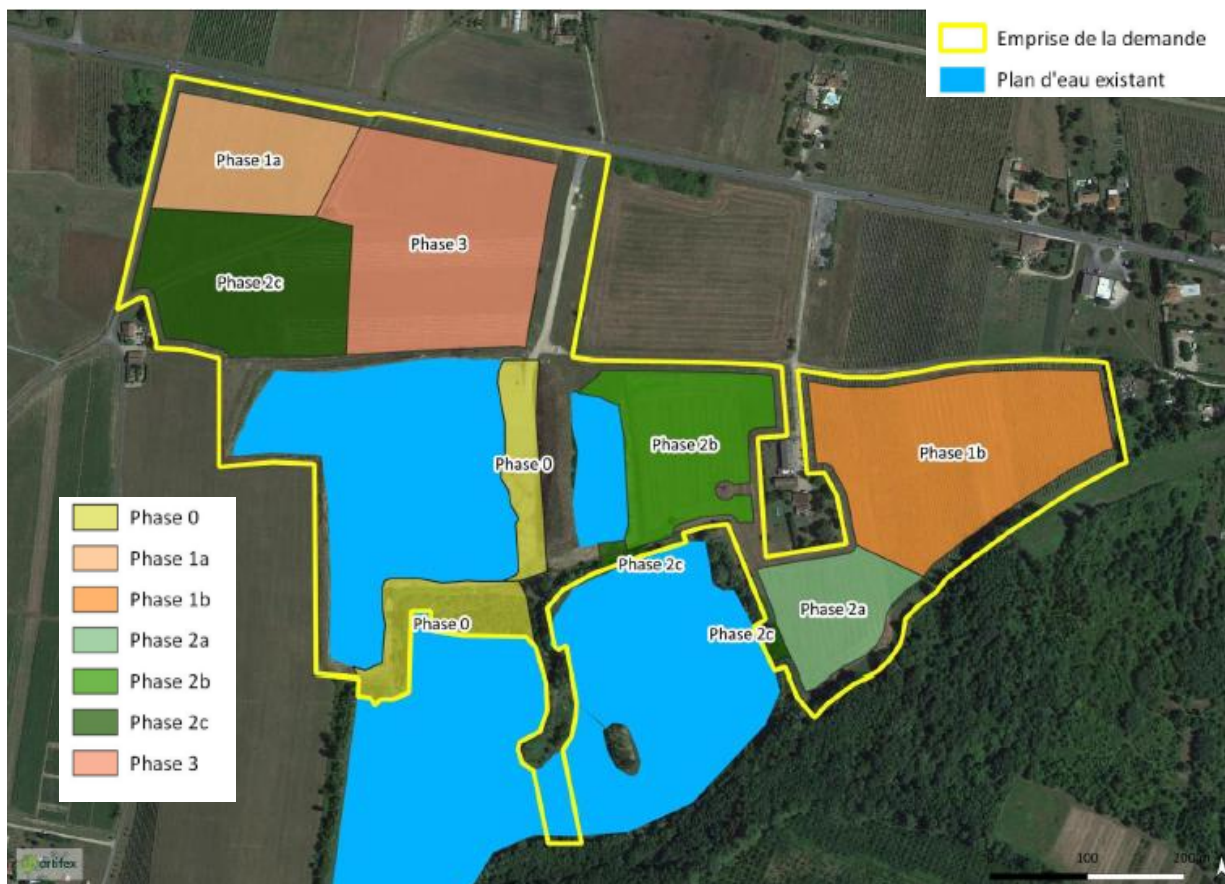 Emprise de la demande
Plan d'eau existant
Phase 1a
Phase 3
Phase 2c
Phase 2b
Phase 1b
Phase 0
Phase 2c
Phase 2a
Phase 0
Phase 2c
Phase 0
Phase 1a
Phase 1b
Phase 2a
Phase 2b
Phase 2c
Phase 3
artifex
0 100 200 m